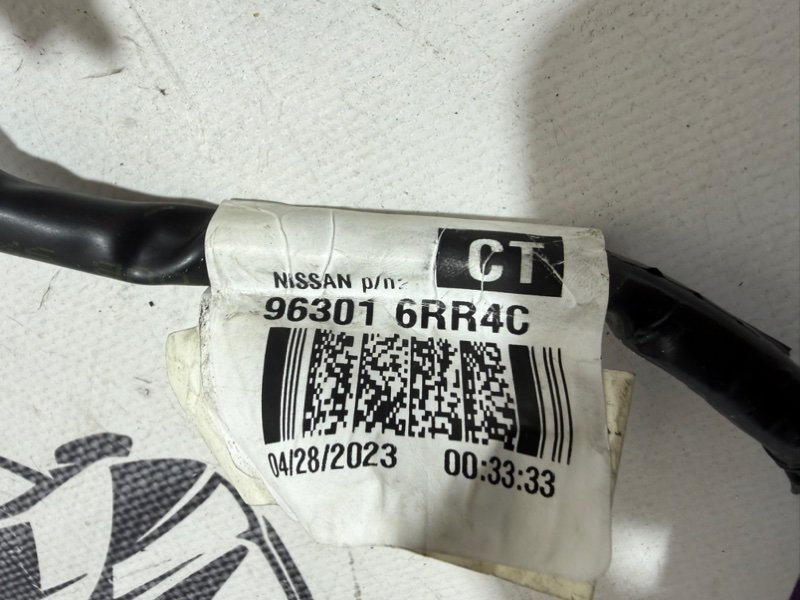 CT
NISSAN p/n:
96301 6RR4C
04/28/2023 00:33:33